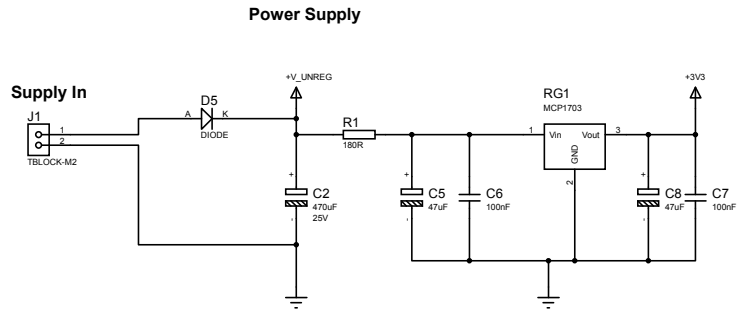 Power Supply
+V_UNREG
+3V3
Supply In
J1
1
2
TBLOCK-M2
D5
A
K
DIODE
R1
180R
RG1
MCP1703
1
Vin
Vout
3
GND
2
+
C2
470uF
25V
-
+
C5
47uF
-
C6
100nF
+
C8
47uF
-
C7
100nF